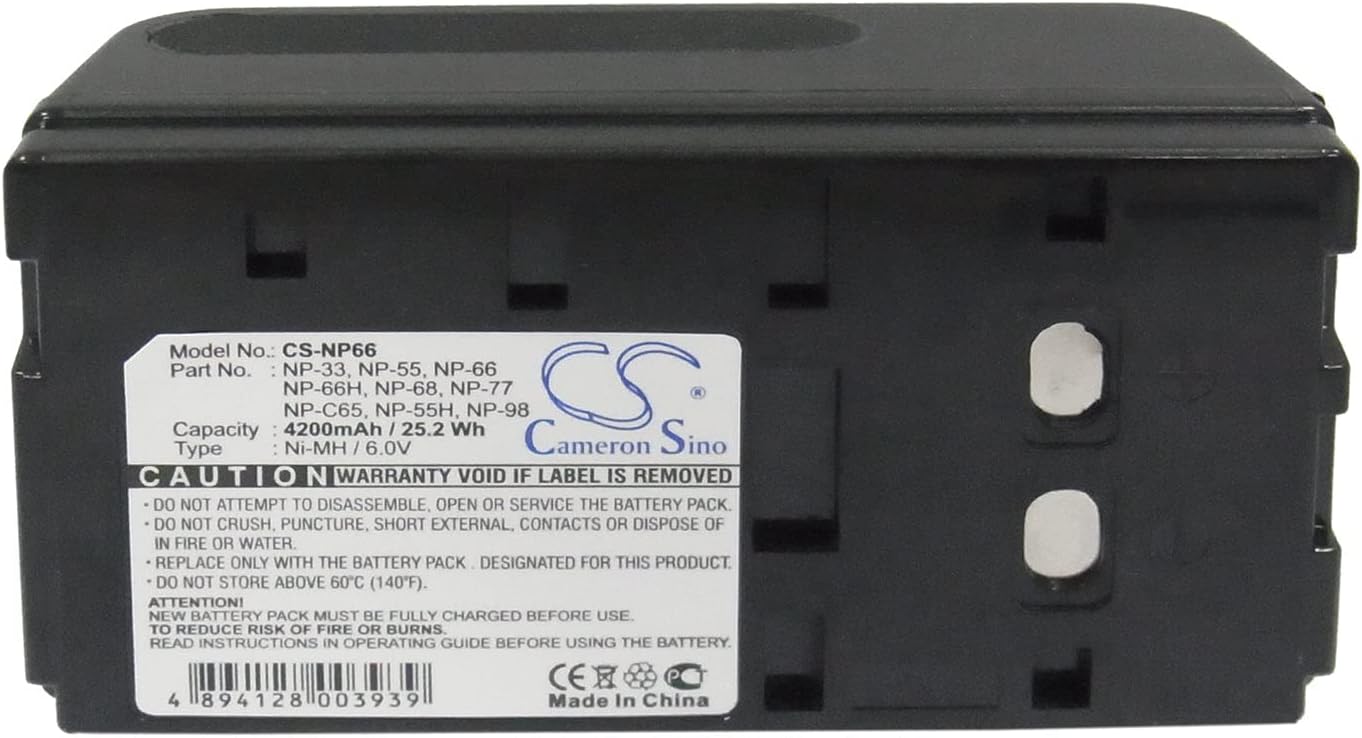 Model No.: CS-NP66
Part No. : NP-33, NP-55, NP-66
NP-66H, NP-68, NP-77
NP-C65, NP-55H, NP-98
Capacity : 4200mAh / 25.2 Wh
Type : Ni-MH / 6.0V
CS ®
Cameron Sino
CAUTION WARRANTY VOID IF LABEL IS REMOVED
• DO NOT ATTEMPT TO DISASSEMBLE, OPEN OR SERVICE THE BATTERY PACK.
• DO NOT CRUSH, PUNCTURE, SHORT EXTERNAL, CONTACTS OR DISPOSE OF
IN FIRE OR WATER.
• REPLACE ONLY WITH THE BATTERY PACK . DESIGNATED FOR THIS PRODUCT.
• DO NOT STORE ABOVE 60℃ (140℉).
ATTENTION!
NEW BATTERY PACK MUST BE FULLY CHARGED BEFORE USE.
TO REDUCE RISK OF FIRE OR BURNS.
READ INSTRUCTIONS IN OPERATING GUIDE BEFORE USING THE BATTERY.
4 894128 003939
CE
Made In China